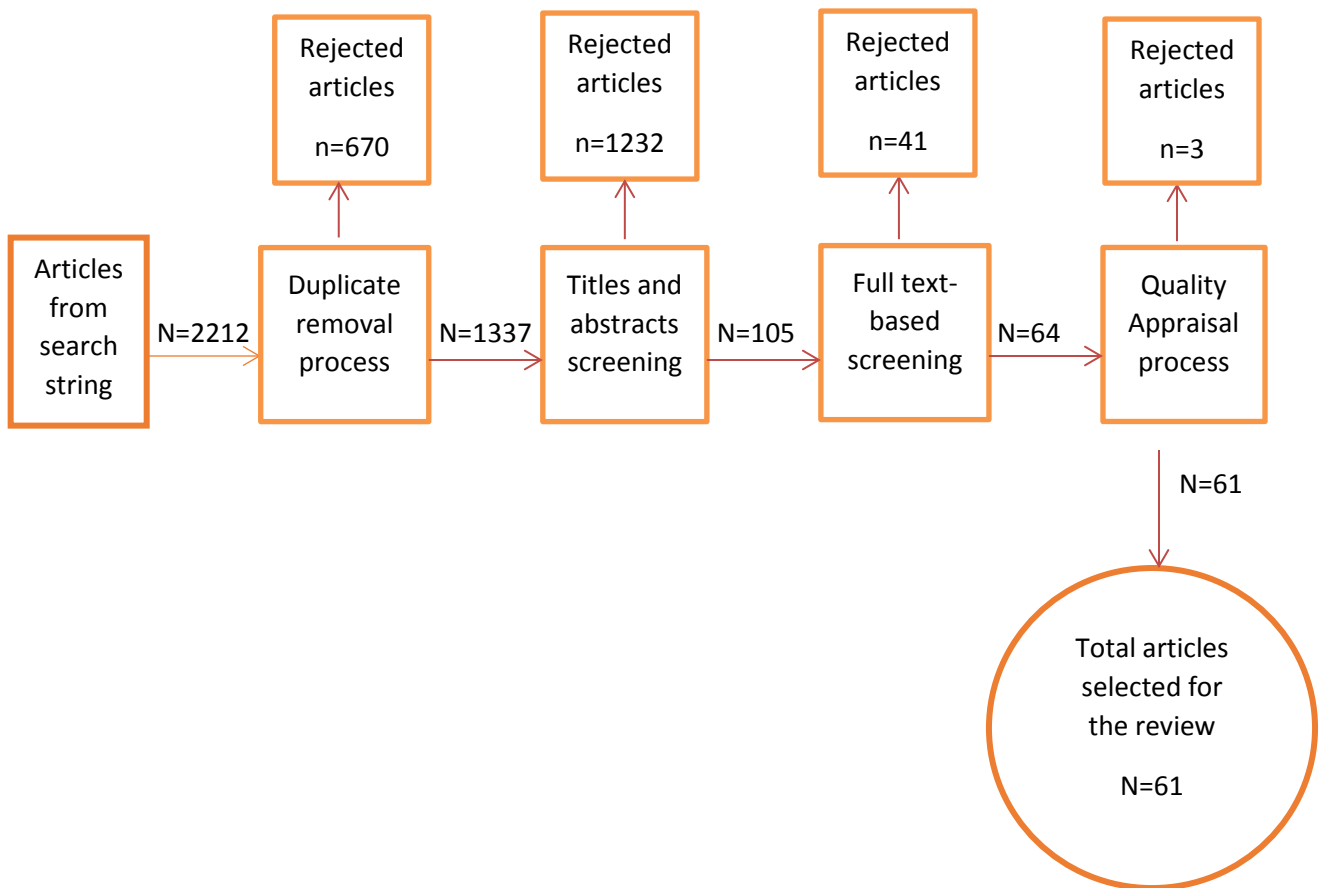 Rejected
articles
n=670
Rejected
articles
n=1232
Rejected
articles
n=41
Rejected
articles
n=3
Articles
from
search
string
N=2212
Duplicate
removal
process
N=1337
Titles and
abstracts
screening
N=105
Full text-
based
screening
N=64
Quality
Appraisal
process
N=61
Total articles
selected for
the review
N=61